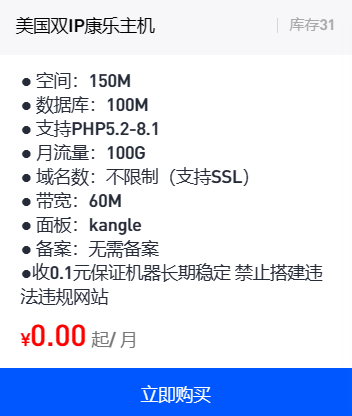 美国双IP康乐主机
库存31
● 空间：150M
● 数据库：100M
● 支持PHP5.2-8.1
● 月流量：100G
● 域名数：不限制（支持SSL）
● 带宽：60M
● 面板：kangle
● 备案：无需备案
●收0.1元保证机器长期稳定 禁止搭建违
法违规网站
¥0.00 起/ 月
立即购买